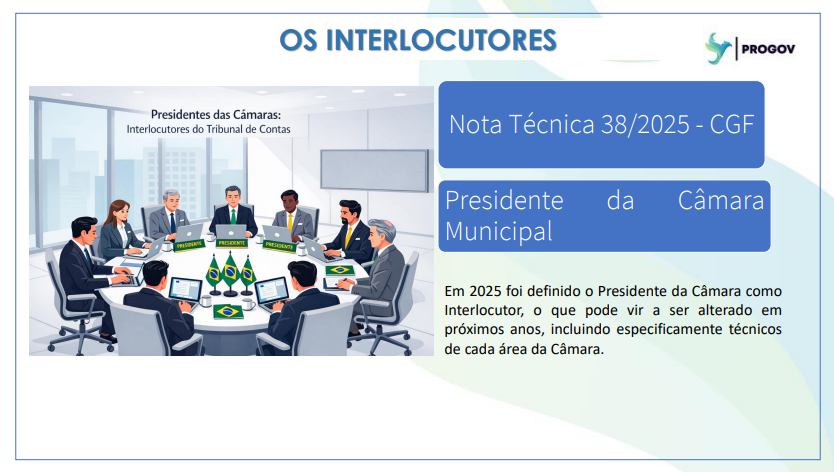 OS INTERLOCUTORES
PROGOV
Presidentes das Câmaras:
Interlocutores do Tribunal de Contas
PRESIDENTE
PRESIDENTE
PRESIDENTE
Nota Técnica 38/2025 - CGF
Presidente da Câmara
Municipal
Em 2025 foi definido o Presidente da Câmara como
Interlocutor, o que pode vir a ser alterado em
próximos anos, incluindo especificamente técnicos
de cada área da Câmara.